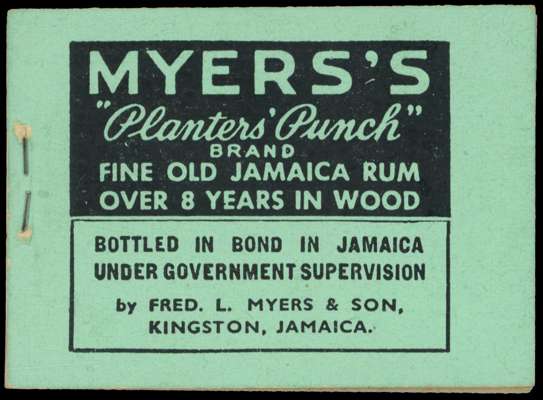 MYERS'S
"Planters' Punch"
BRAND
FINE OLD JAMAICA RUM
OVER 8 YEARS IN WOOD
BOTTLED IN BOND IN JAMAICA
UNDER GOVERNMENT SUPERVISION
by FRED. L. MYERS & SON,
KINGSTON, JAMAICA.